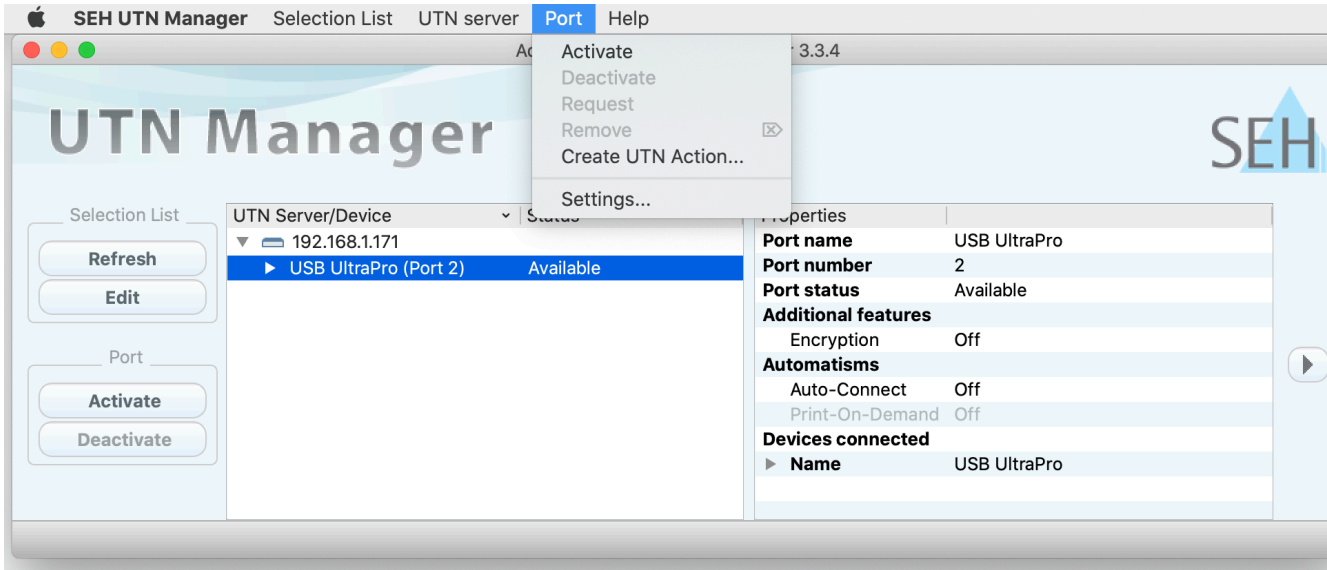 SEH UTN Manager Selection List UTN server Port Help
3.3.4
Activate
Deactivate
Request
Remove
Create UTN Action...
Settings...
UTN Manager
SEH
Selection List
Refresh
Edit
Port
Activate
Deactivate
UTN Server/Device Status
192.168.1.171
USB UltraPro (Port 2) Available
Properties
Port name USB UltraPro
Port number 2
Port status Available
Additional features
Encryption Off
Automatisms
Auto-Connect Off
Print-On-Demand Off
Devices connected
Name USB UltraPro